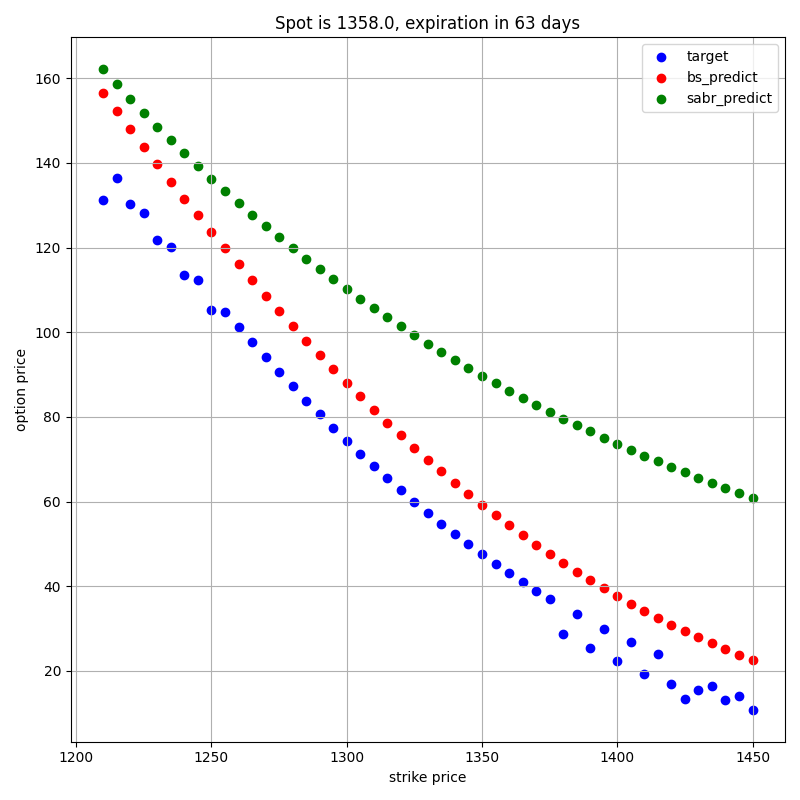 Spot is 1358.0, expiration in 63 days
target
bs_predict
sabr_predict
option price
160
140
120
100
80
60
40
20
1200
1250
1300
1350
1400
1450
strike price